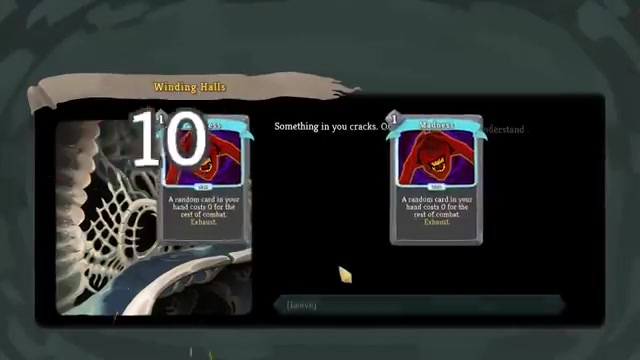 Winding Halls
10
Something in you cracks.
understand
1
Madness
Skill
A random card in your
hand costs 0 for the
rest of combat.
Exhaust.
1
Skill
A random card in your
hand costs 0 for the
rest of combat.
Exhaust.
[Leave]